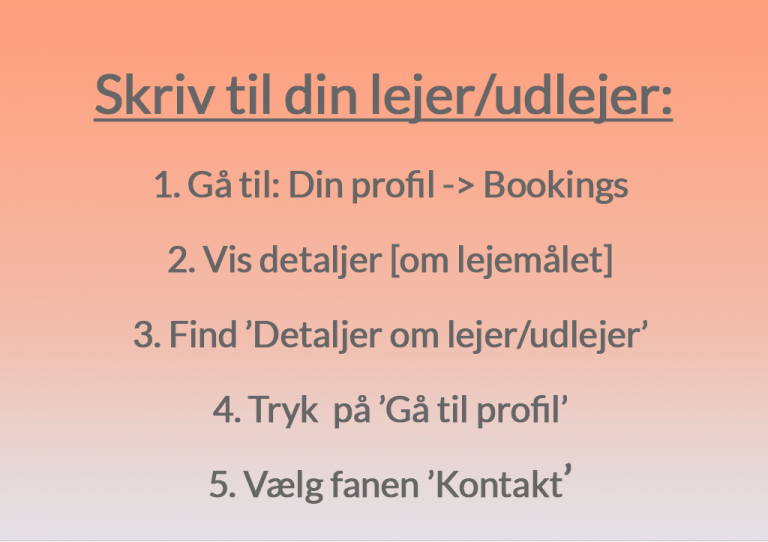 Skriv til din lejer/udlejer:
1. Gå til: Din profil -> Bookings
2. Vis detaljer [om lejemålet]
3. Find ’Detaljer om lejer/udlejer’
4. Tryk  på ’Gå til profil’
5. Vælg fanen ’Kontakt’